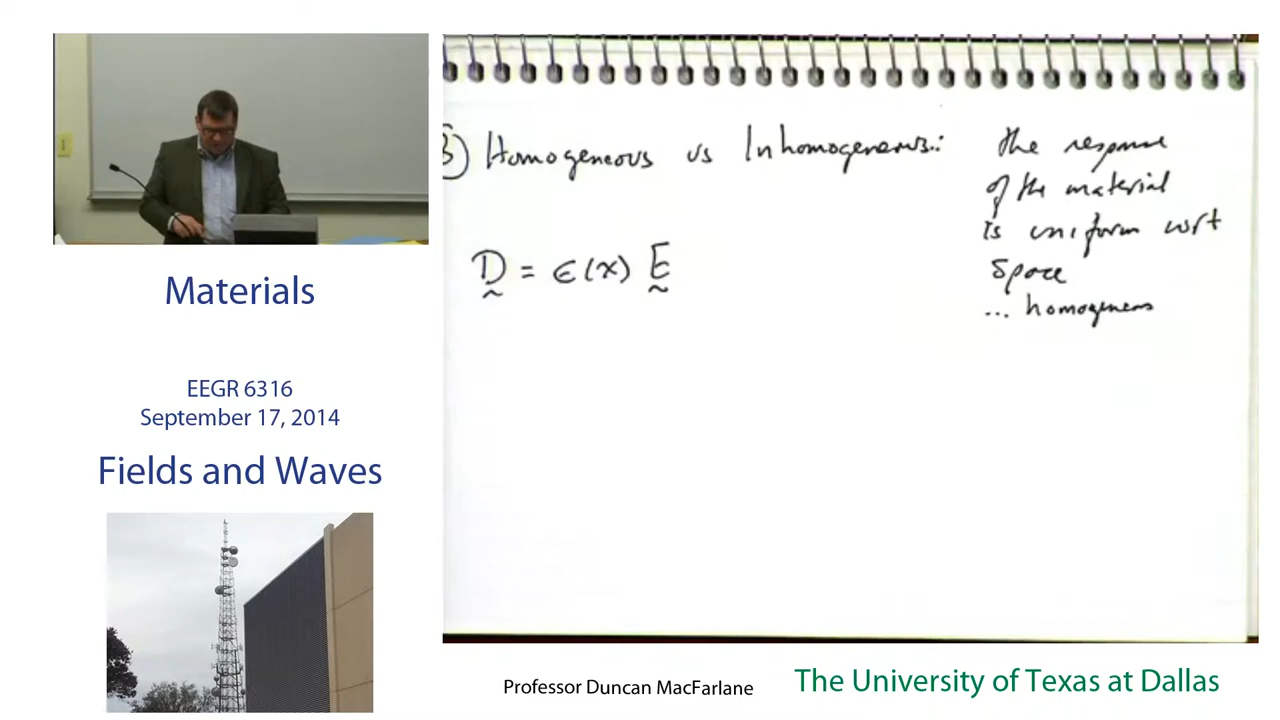 3) Homogeneous vs Inhomogeneous:
the response
of the material
is uniform wrt
space
... homogeneous
D = ϵ(x) E
Materials
EEGR 6316
September 17, 2014
Fields and Waves
Professor Duncan MacFarlane
The University of Texas at Dallas